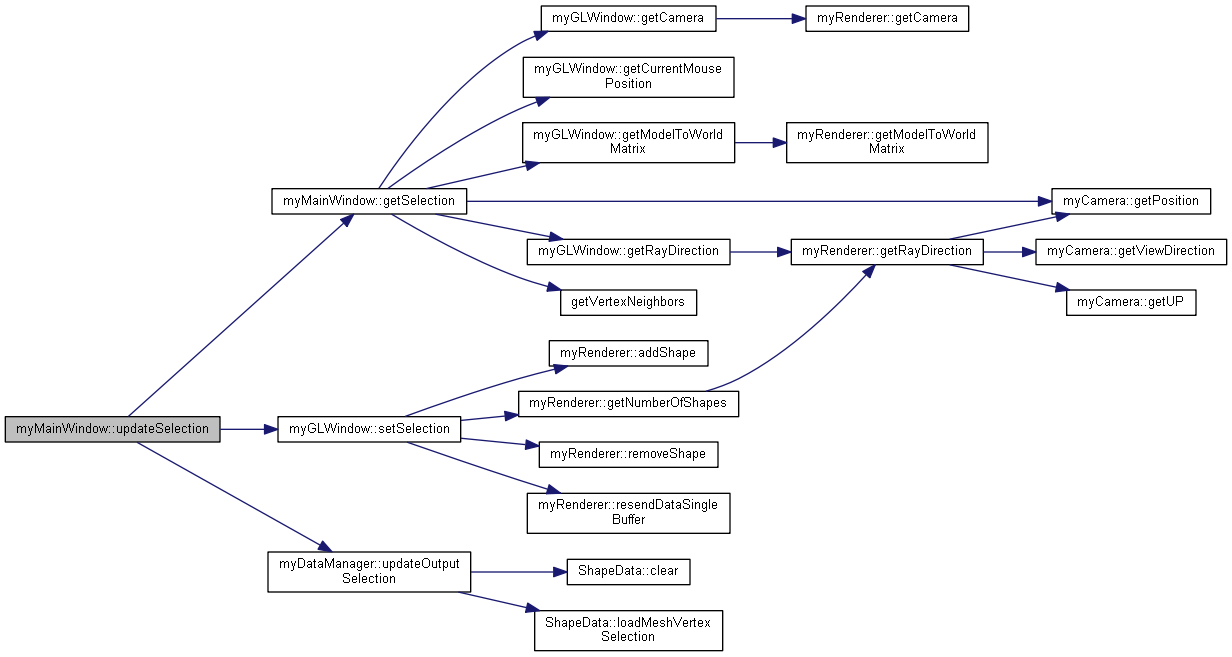 myGLWindow::getCamera
myRenderer::getCamera
myGLWindow::getCurrentMouse
Position
myGLWindow::getModelToWorld
Matrix
myRenderer::getModelToWorld
Matrix
myMainWindow::getSelection
myCamera::getPosition
myGLWindow::getRayDirection
myRenderer::getRayDirection
myCamera::getViewDirection
getVertexNeighbors
myCamera::getUP
myRenderer::addShape
myRenderer::getNumberOfShapes
myMainWindow::updateSelection
myGLWindow::setSelection
myRenderer::removeShape
myRenderer::resendDataSingle
Buffer
myDataManager::updateOutput
Selection
ShapeData::clear
ShapeData::loadMeshVertex
Selection